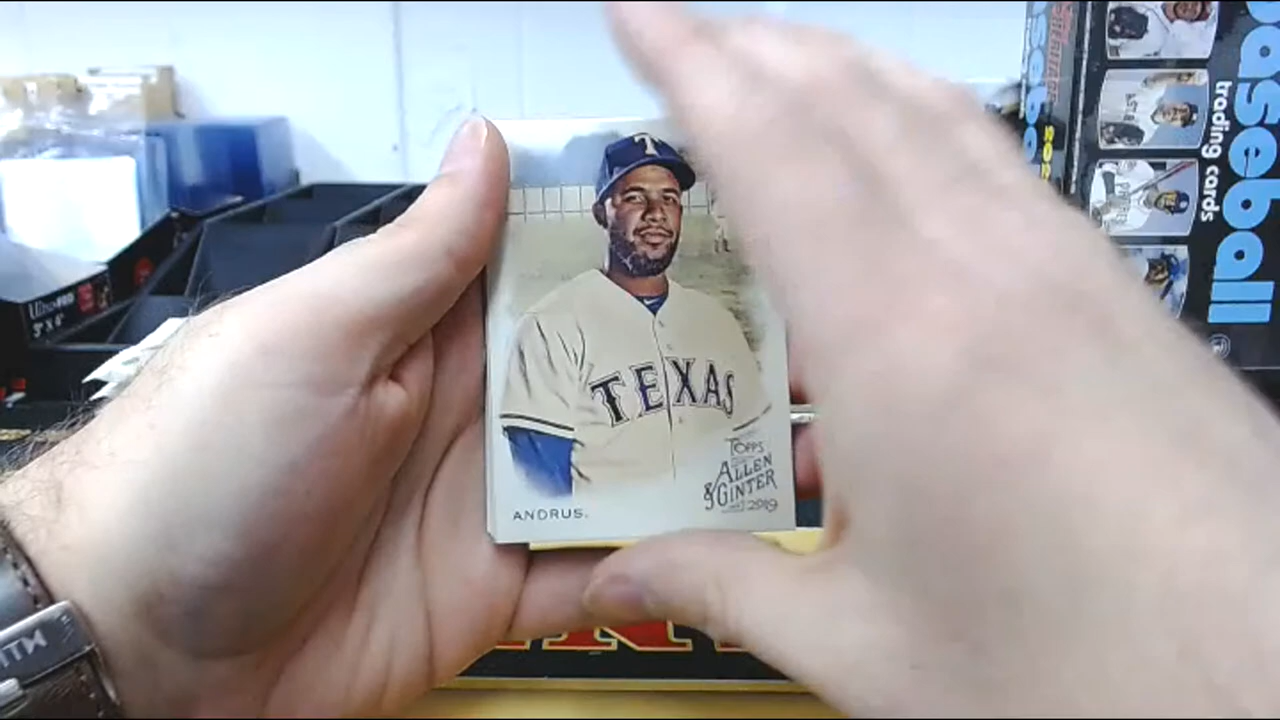 T
TEXAS
TOPPS
ALLEN
& GINTER
2019
ANDRUS.
baseball
trading cards
Ultra PRO
3" X 4"